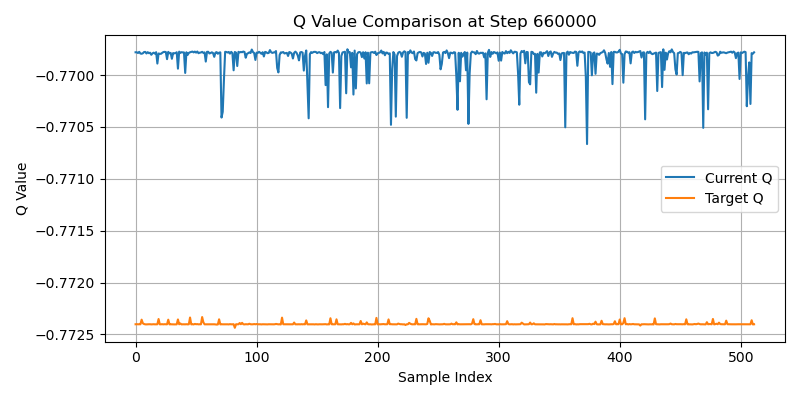 Q Value Comparison at Step 660000
Q Value
−0.7700
−0.7705
−0.7710
−0.7715
−0.7720
−0.7725
Current Q
Target Q
0 100 200 300 400 500
Sample Index